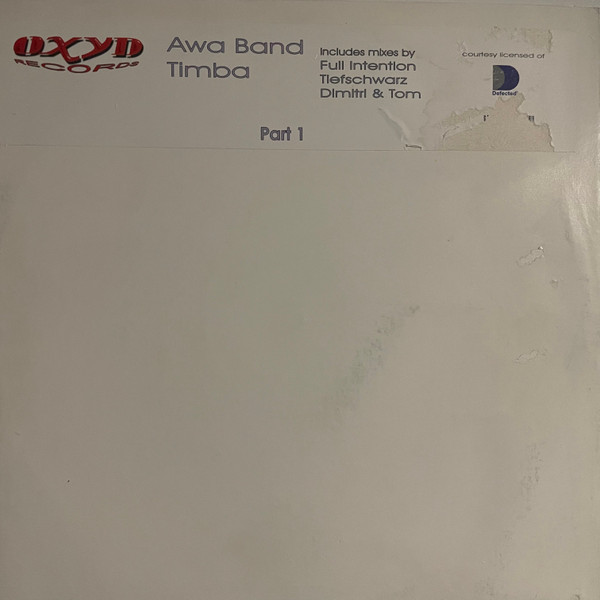 OXYD
RECORDS
Awa Band
Timba
Includes mixes by
Full Intention
Tiefschwarz
Dimitri & Tom
courtesy licensed of
Defected
Part 1